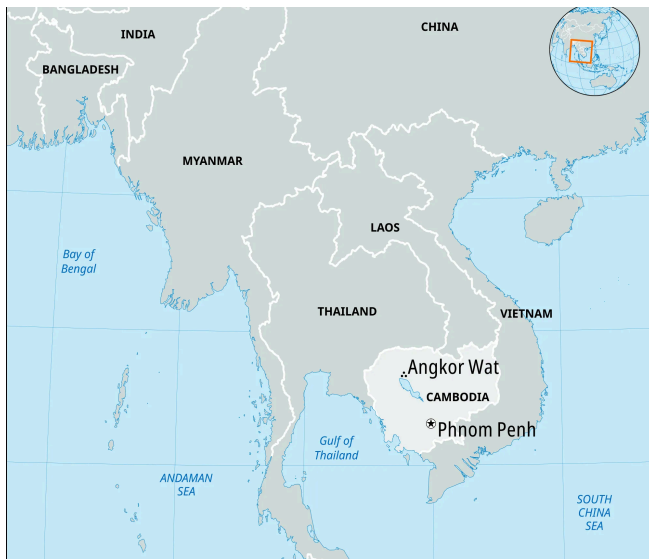 CHINA
INDIA
BANGLADESH
MYANMAR
LAOS
Bay of
Bengal
THAILAND
VIETNAM
Angkor Wat
CAMBODIA
Phnom Penh
Gulf of
Thailand
ANDAMAN
SEA
SOUTH
CHINA
SEA